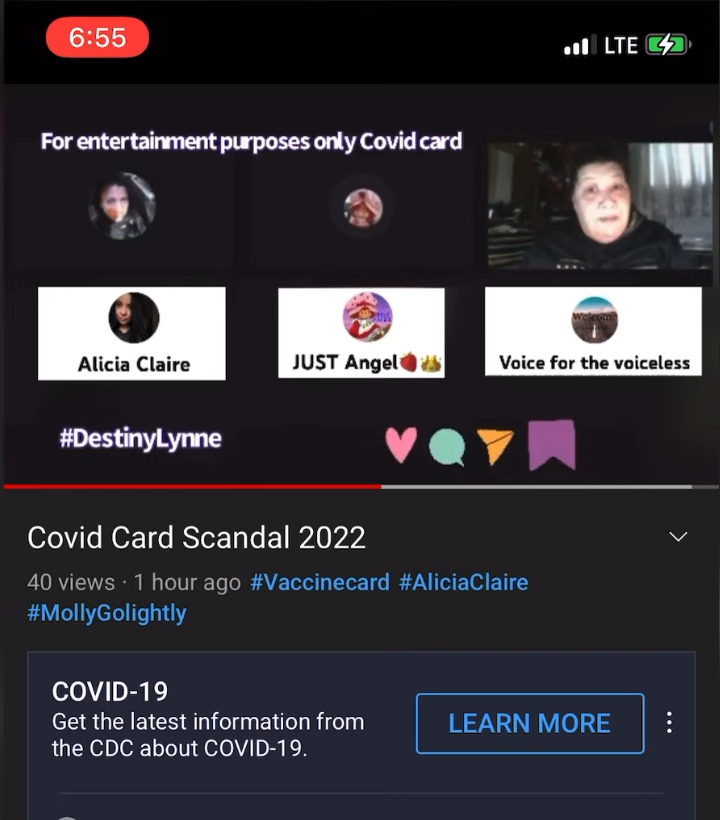 6:55
LTE
For entertainment purposes only Covid card
Alicia Claire
JUST Angel🍓👑
Welcome
Voice for the voiceless
#DestinyLynne
Covid Card Scandal 2022
40 views · 1 hour ago #Vaccinecard #AliciaClaire
#MollyGolightly
COVID-19
Get the latest information from
the CDC about COVID-19.
LEARN MORE